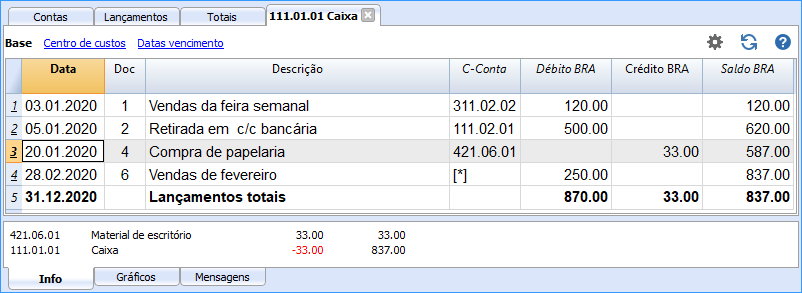 Contas Lançamentos Totais 111.01.01 Caixa
Base Centro de custos Datas vencimento
Data Doc Descrição C-Conta Débito BRA Crédito BRA Saldo BRA
1 03.01.2020 1 Vendas da feira semanal 311.02.02 120.00 120.00
2 05.01.2020 2 Retirada em c/c bancária 111.02.01 500.00 620.00
3 20.01.2020 4 Compra de papelaria 421.06.01 33.00 587.00
4 28.02.2020 6 Vendas de fevereiro [*] 250.00 837.00
5 31.12.2020 Lançamentos totais 870.00 33.00 837.00
421.06.01 Material de escritório 33.00 33.00
111.01.01 Caixa -33.00 837.00
Info Gráficos Mensagens